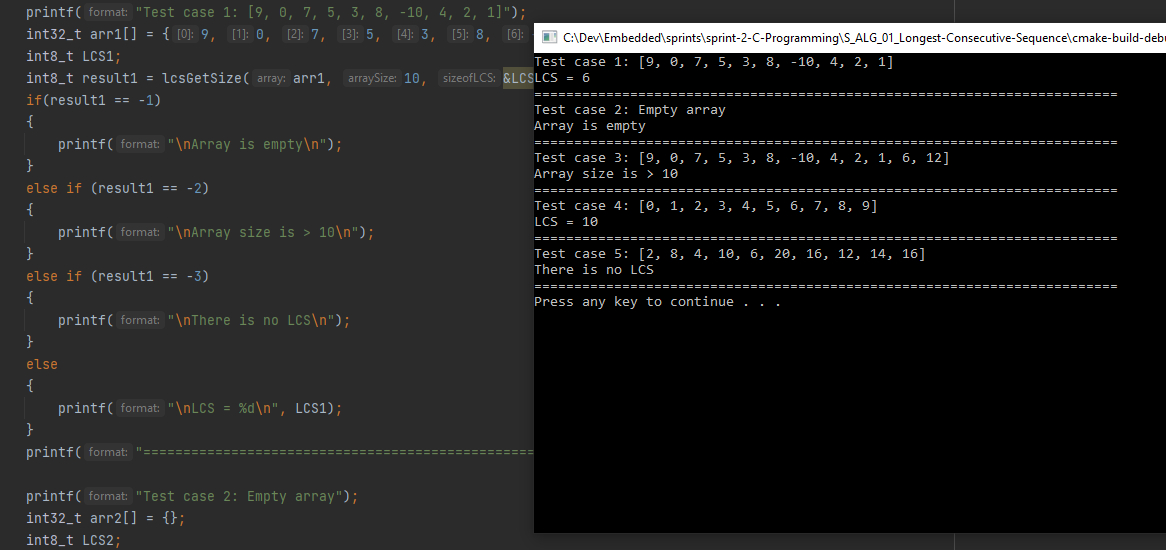 printf( format: "Test case 1: [9, 0, 7, 5, 3, 8, -10, 4, 2, 1]");
int32_t arr1[] = { [0]: 9, [1]: 0, [2]: 7, [3]: 5, [4]: 3, [5]: 8, [6]:
int8_t LCS1;
int8_t result1 = lcsGetSize( array: arr1, arraySize: 10, sizeofLCS: &LCS
if(result1 == -1)
{
printf( format: "\nArray is empty\n");
}
else if (result1 == -2)
{
printf( format: "\nArray size is > 10\n");
}
else if (result1 == -3)
{
printf( format: "\nThere is no LCS\n");
}
else
{
printf( format: "\nLCS = %d\n", LCS1);
}
printf( format: "=================================================
printf( format: "Test case 2: Empty array");
int32_t arr2[] = {};
int8_t LCS2;
C:\Dev\Embedded\sprints\sprint-2-C-Programming\S_ALG_01_Longest-Consecutive-Sequence\cmake-build-deb
Test case 1: [9, 0, 7, 5, 3, 8, -10, 4, 2, 1]
LCS = 6
=========================================================================
Test case 2: Empty array
Array is empty
=========================================================================
Test case 3: [9, 0, 7, 5, 3, 8, -10, 4, 2, 1, 6, 12]
Array size is > 10
=========================================================================
Test case 4: [0, 1, 2, 3, 4, 5, 6, 7, 8, 9]
LCS = 10
=========================================================================
Test case 5: [2, 8, 4, 10, 6, 20, 16, 12, 14, 16]
There is no LCS
=========================================================================
Press any key to continue . . .